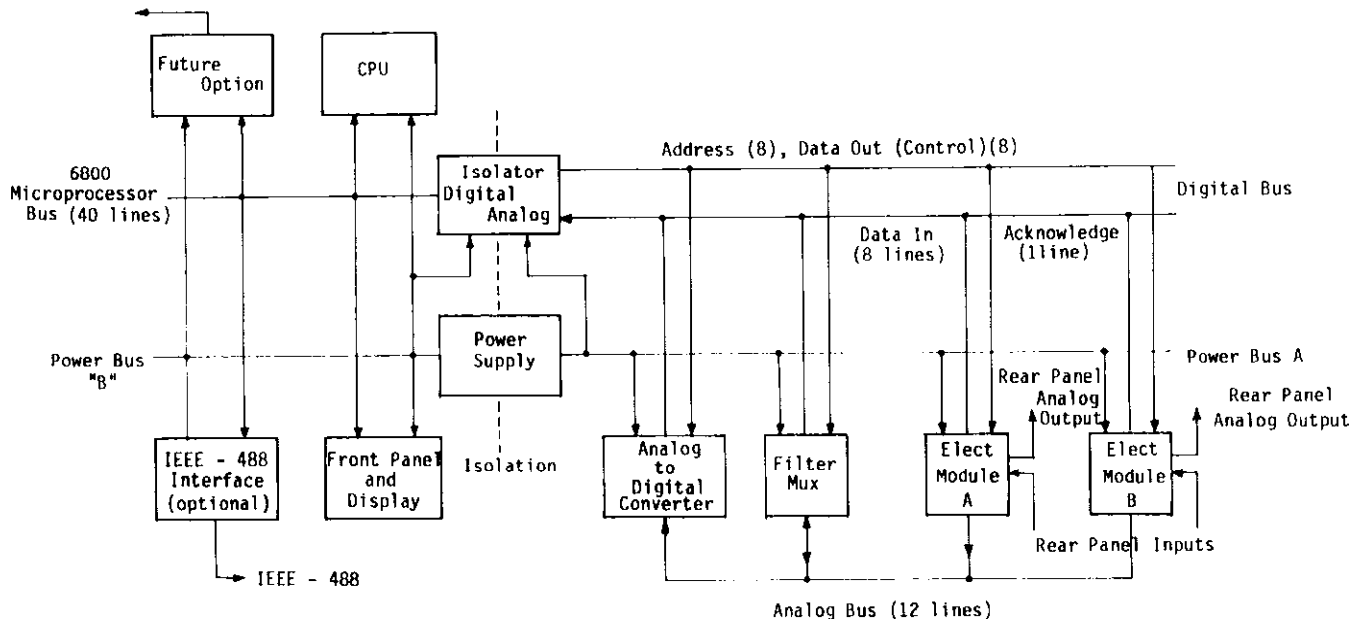 Future
Option
CPU
6800
Microprocessor
Bus (40 lines)
Isolator
Digital
Analog
Address (8), Data Out (Control)(8)
Digital Bus
Data In
(8 lines)
Acknowledge
(1line)
Power Bus
"B"
Power
Supply
Power Bus A
Rear Panel
Analog
Output
Rear Panel
Analog Output
IEEE - 488
Interface
(optional)
Front Panel
and
Display
Isolation
Analog
to
Digital
Converter
Filter
Mux
Elect
Module
A
Elect
Module
B
Rear Panel Inputs
IEEE - 488
Analog Bus (12 lines)